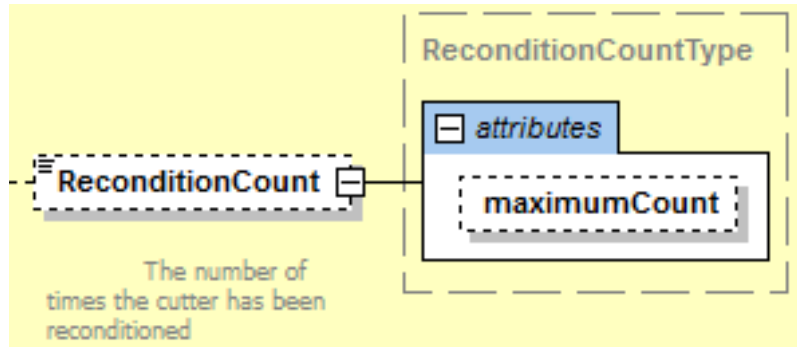 ReconditionCountType
attributes
ReconditionCount
maximumCount
The number of
times the cutter has been
reconditioned